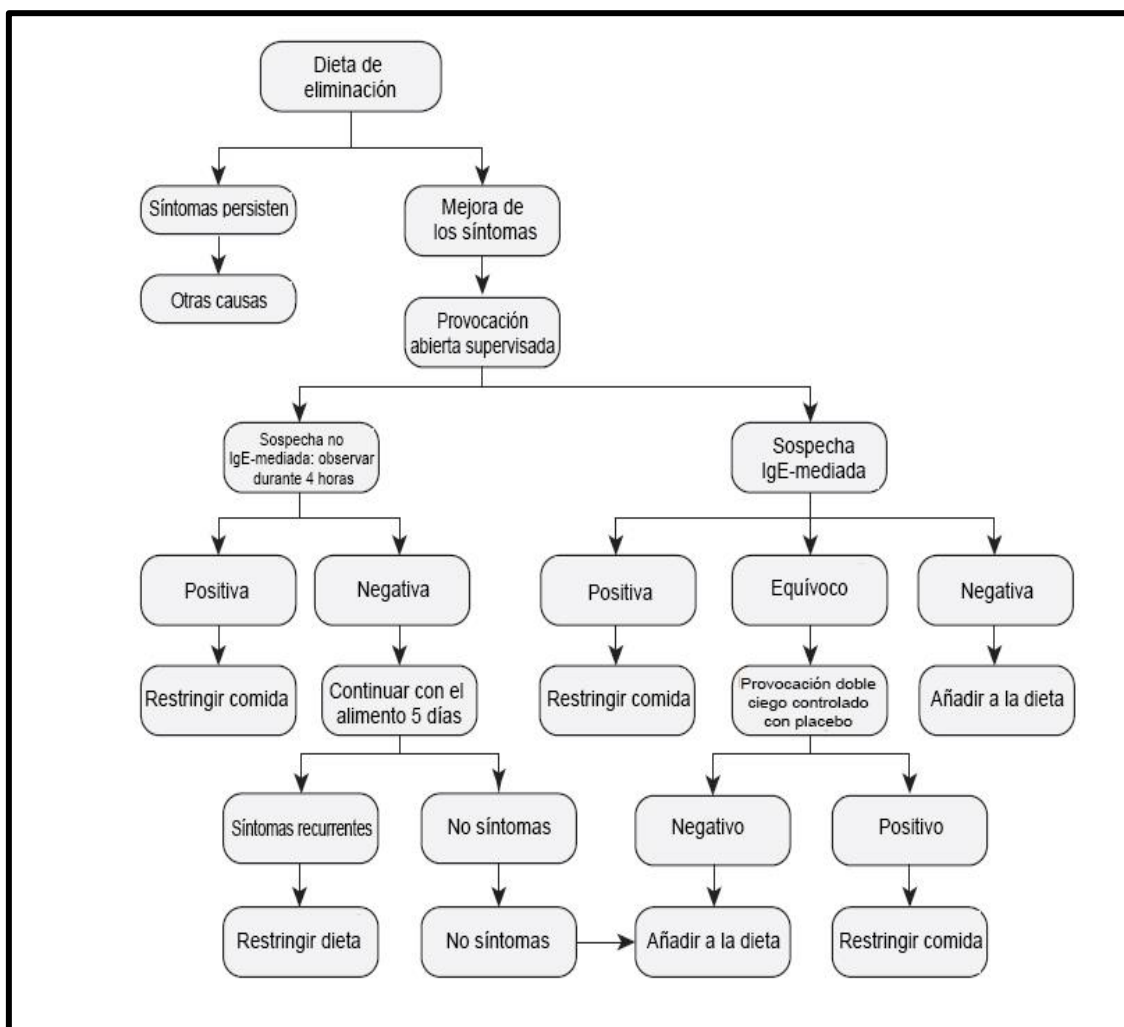 Dieta de
eliminación
Síntomas persisten
Mejora de
los síntomas
Otras causas
Provocación
abierta supervisada
Sospecha no
IgE-mediada: observar
durante 4 horas
Sospecha
IgE-mediada
Positiva
Negativa
Positiva
Equívoco
Negativa
Restringir comida
Continuar con el
alimento 5 días
Restringir comida
Provocación doble
ciego controlado
con placebo
Añadir a la dieta
Síntomas recurrentes
No síntomas
Negativo
Positivo
Restringir dieta
No síntomas
Añadir a la dieta
Restringir comida